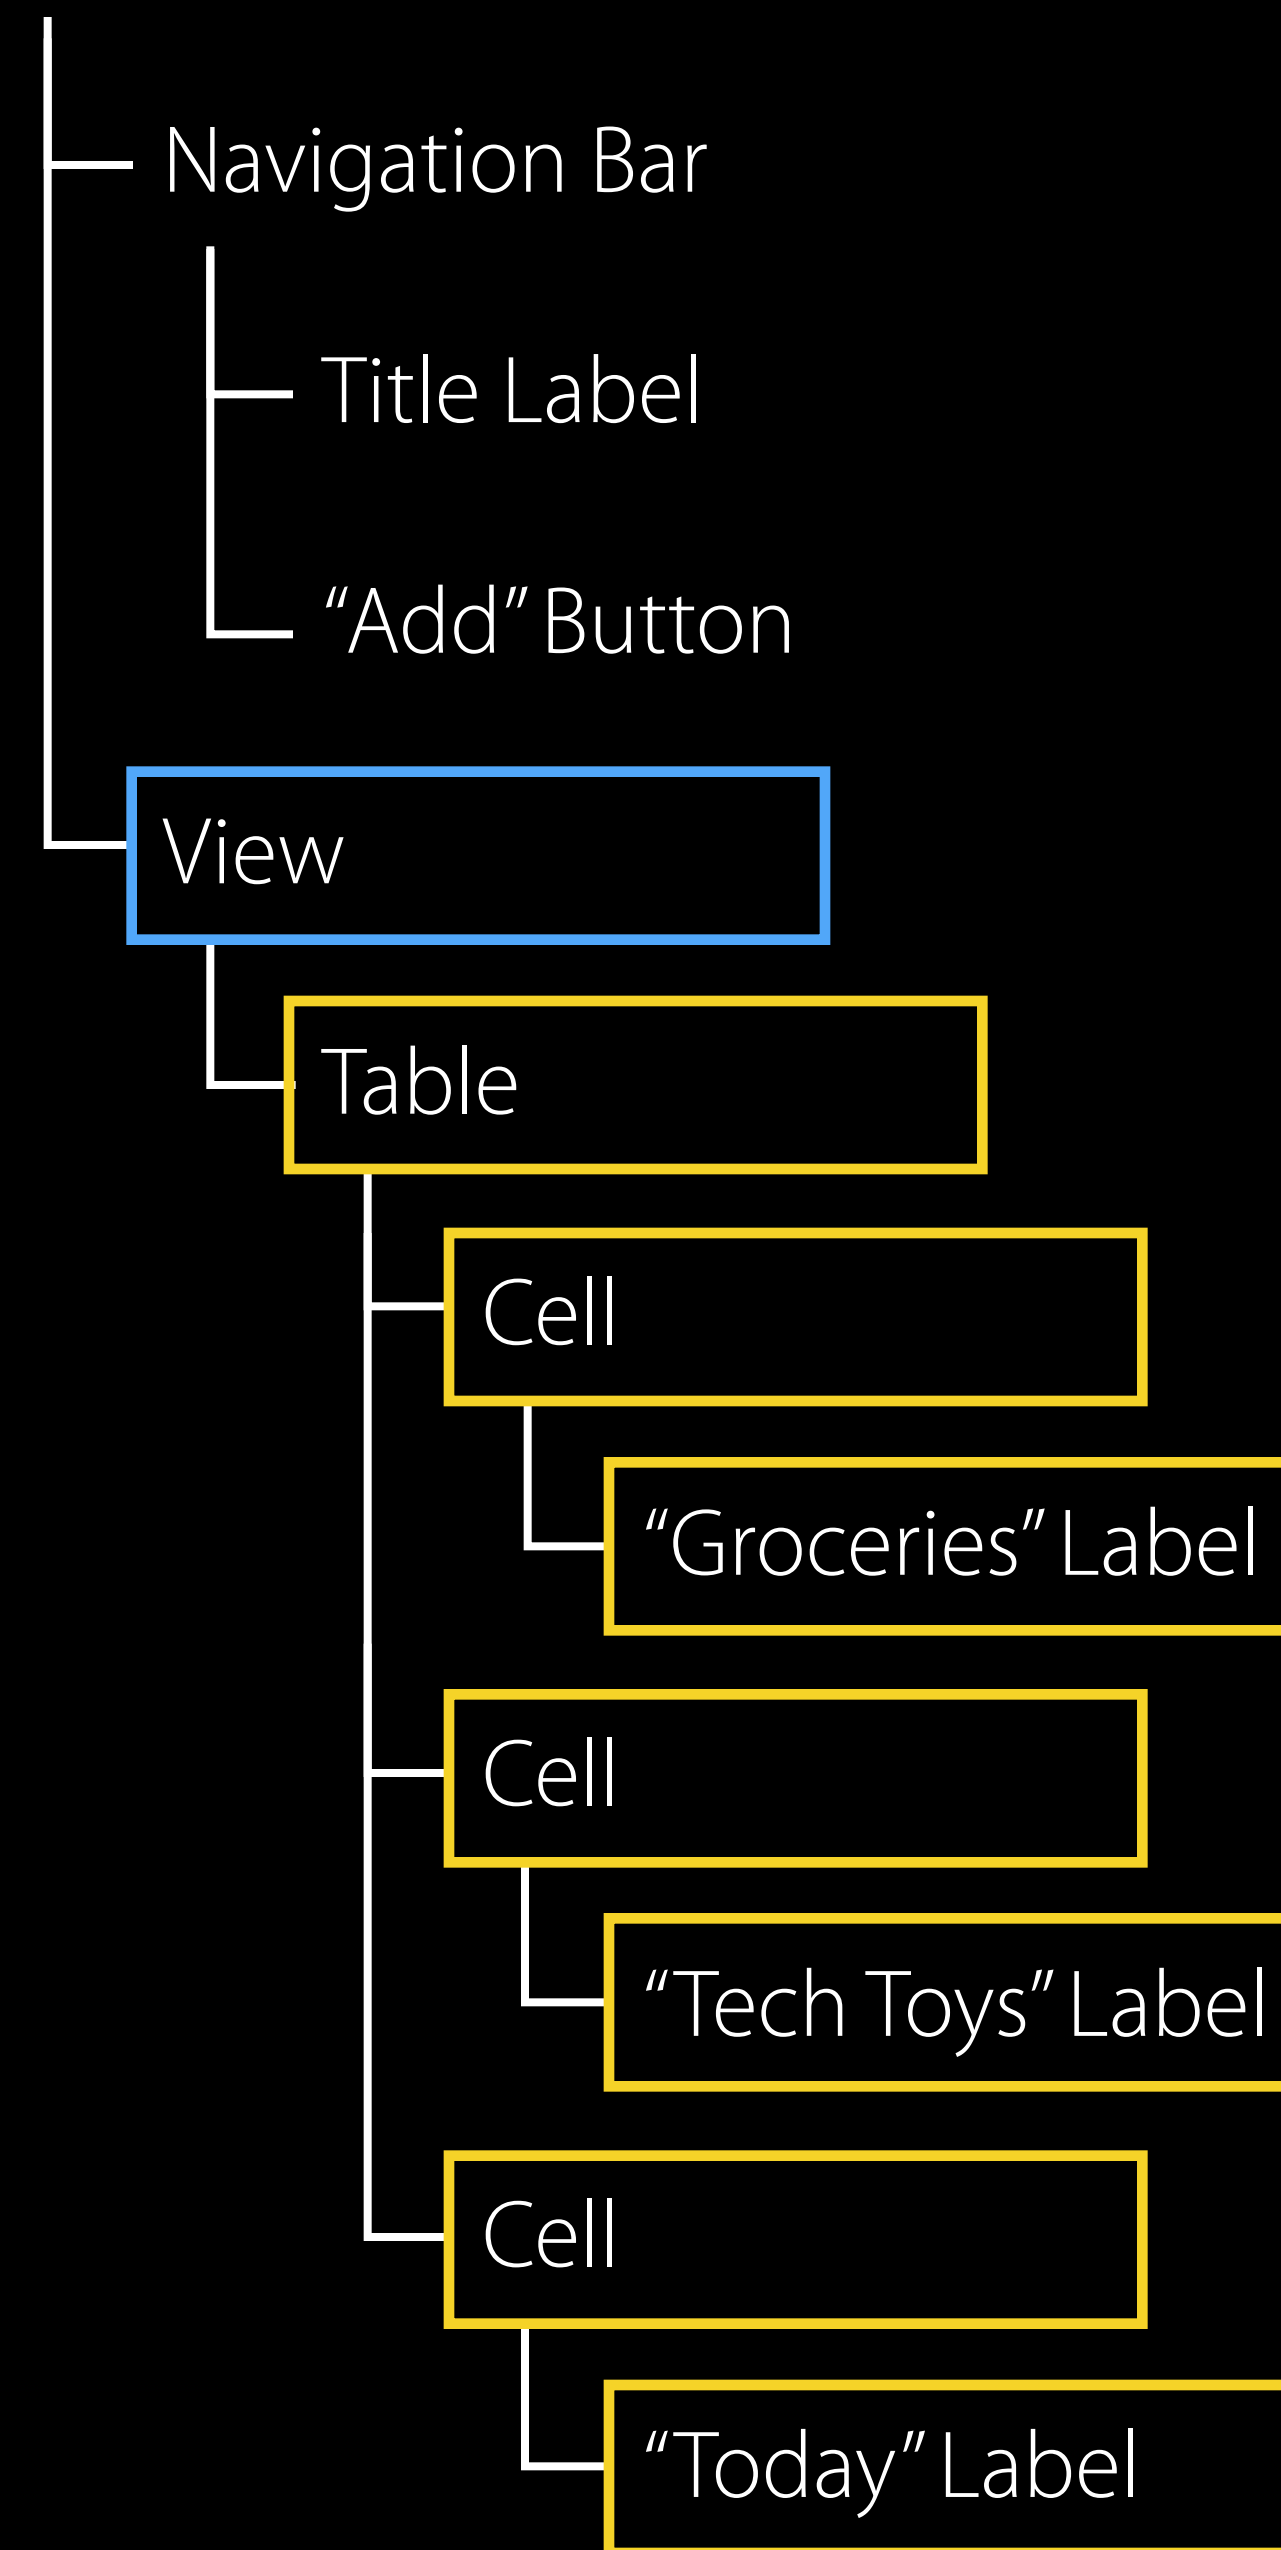 Navigation Bar
Title Label
“Add” Button
View
Table
Cell
“Groceries” Label
Cell
“Tech Toys” Label
Cell
“Today” Label